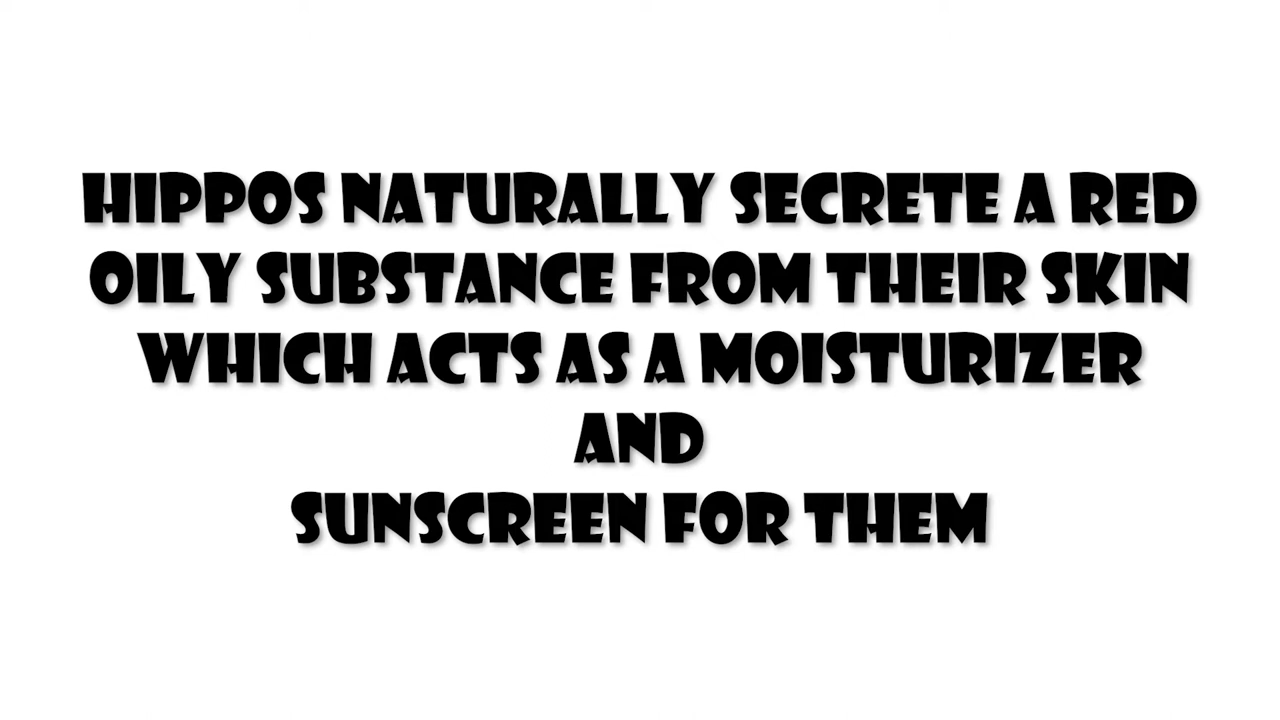 HIPPOS NATURALLY SECRETE A RED
OILY SUBSTANCE FROM THEIR SKIN
WHICH ACTS AS A MOISTURIZER
AND
SUNSCREEN FOR THEM